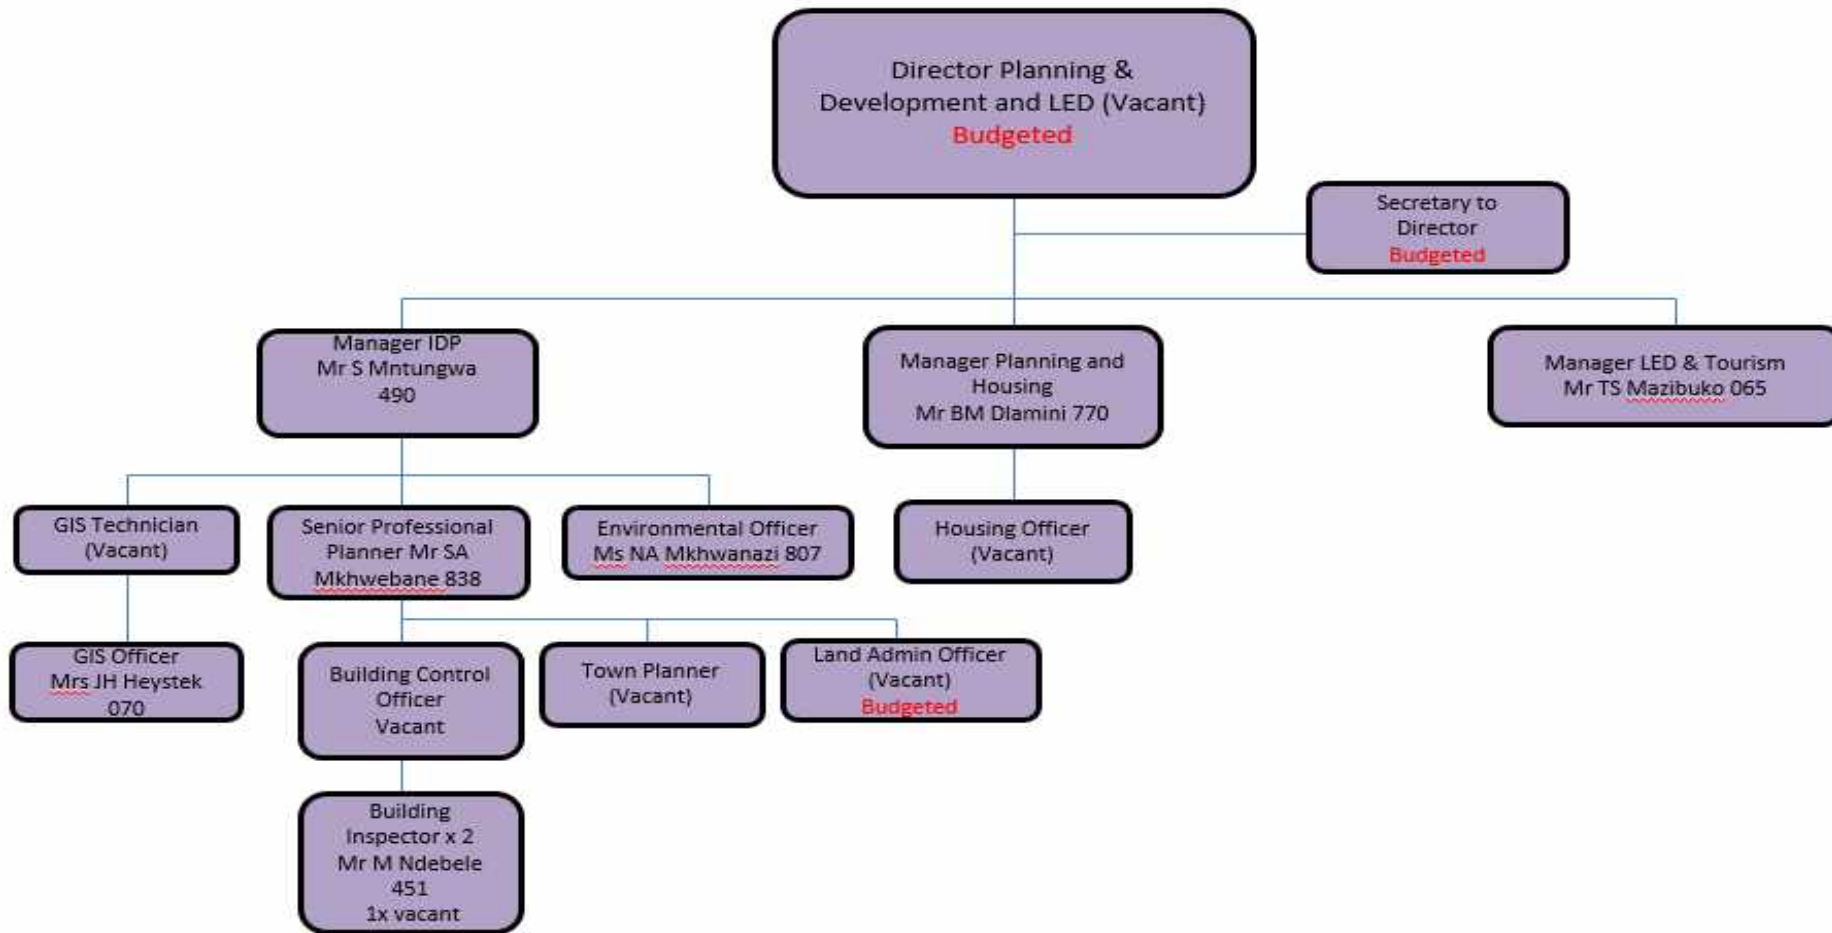 Director Planning &
Development and LED (Vacant)
Budgeted
Secretary to
Director
Budgeted
Manager IDP
Mr S Mntungwa
490
Manager Planning and
Housing
Mr BM Dlamini 770
Manager LED & Tourism
Mr TS Mazibuko 065
GIS Technician
(Vacant)
Senior Professional
Planner Mr SA
Mkhwebane 838
Environmental Officer
Ms NA Mkhwanazi 807
Housing Officer
(Vacant)
GIS Officer
Mrs JH Heystek
070
Building Control
Officer
Vacant
Town Planner
(Vacant)
Land Admin Officer
(Vacant)
Budgeted
Building
Inspector x 2
Mr M Ndebele
451
1x vacant